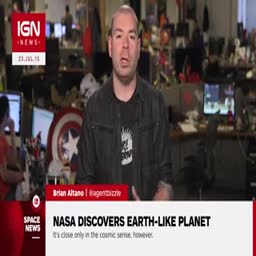 IGN
NEWS
23.JUL.15
Brian Altano | @agentbizzle
SPACE
NEWS
NASA DISCOVERS EARTH-LIKE PLANET
It's close only in the cosmic sense, however.